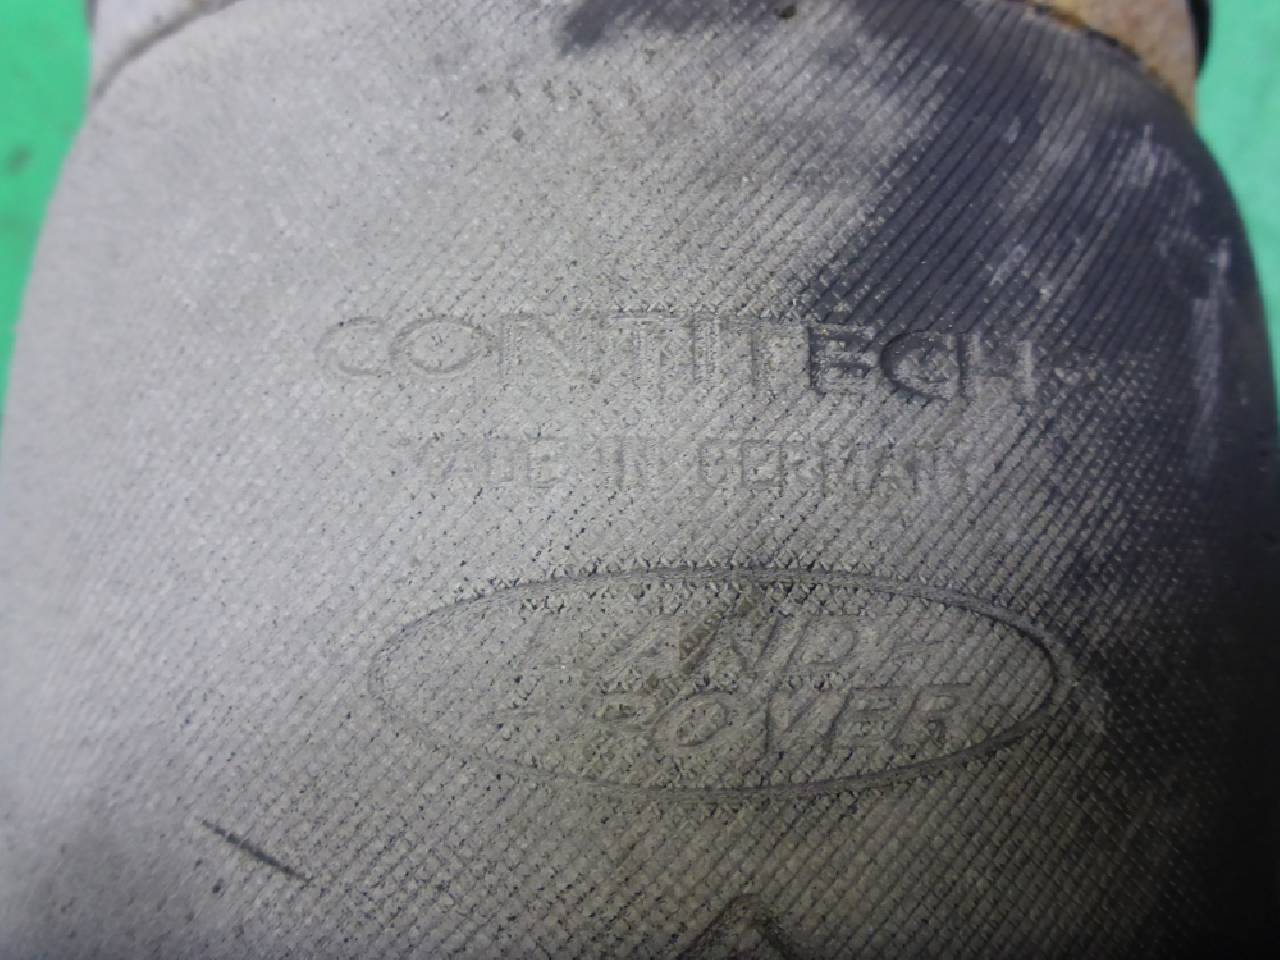 CONTITECH
MADE IN GERMANY
LAND-
-ROVER